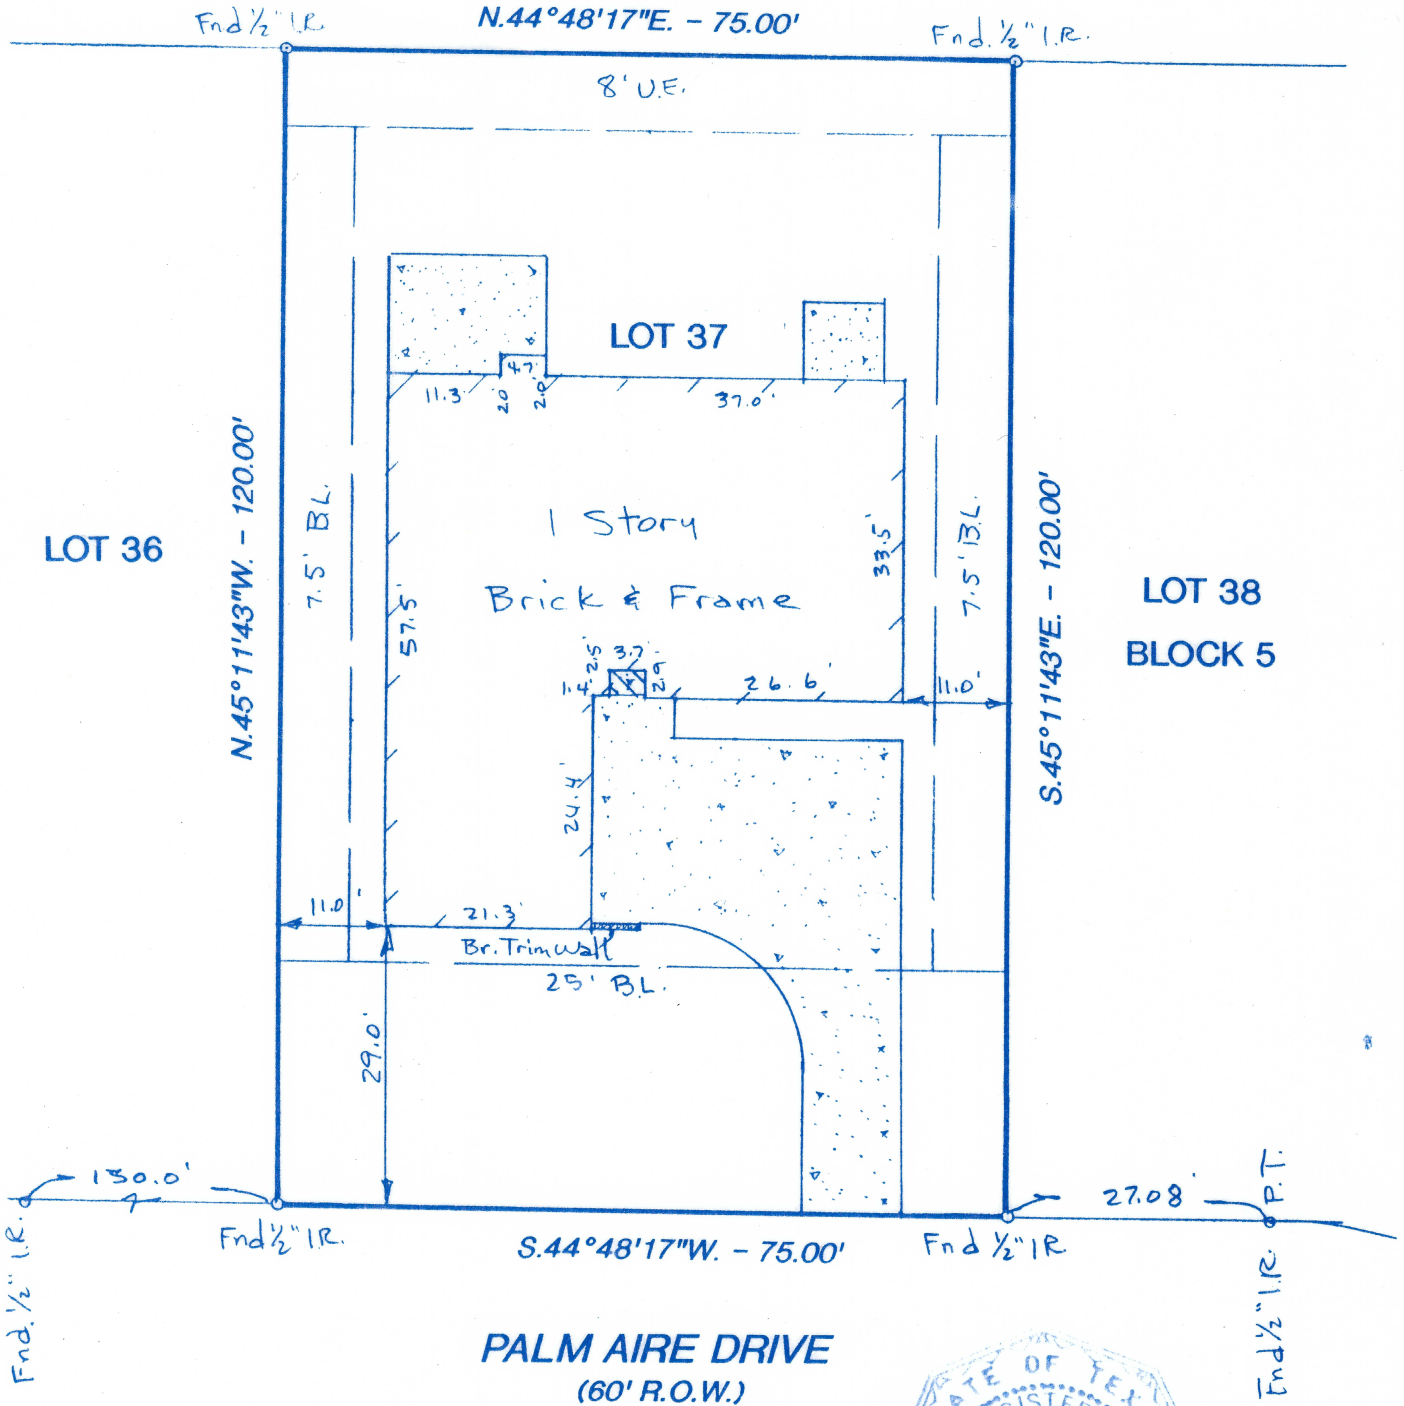 N.44°48'17"E. - 75.00'
Fnd ½" I.R.
Fnd. ½" I.R.
8' U.E.
LOT 37
4.7
11.3'
2.0
2.0
37.0'
N.45°11'43"W. - 120.00'
7.5' B.L.
LOT 36
57.5'
1 Story
Brick & Frame
33.5'
7.5' B.L.
S.45°11'43"E. - 120.00'
LOT 38
BLOCK 5
2.5'
3.7'
1.4'
26.6'
11.0'
24.4'
11.0'
21.3'
Br. Trim Wall
25' B.L.
29.0'
27.08'
P.T.
Fnd ½" I.R.
Fnd ½" I.R.
Fnd. ½" I.R.
Fnd ½" I.R.
S.44°48'17"W. - 75.00'
PALM AIRE DRIVE
(60' R.O.W.)
OF TEX